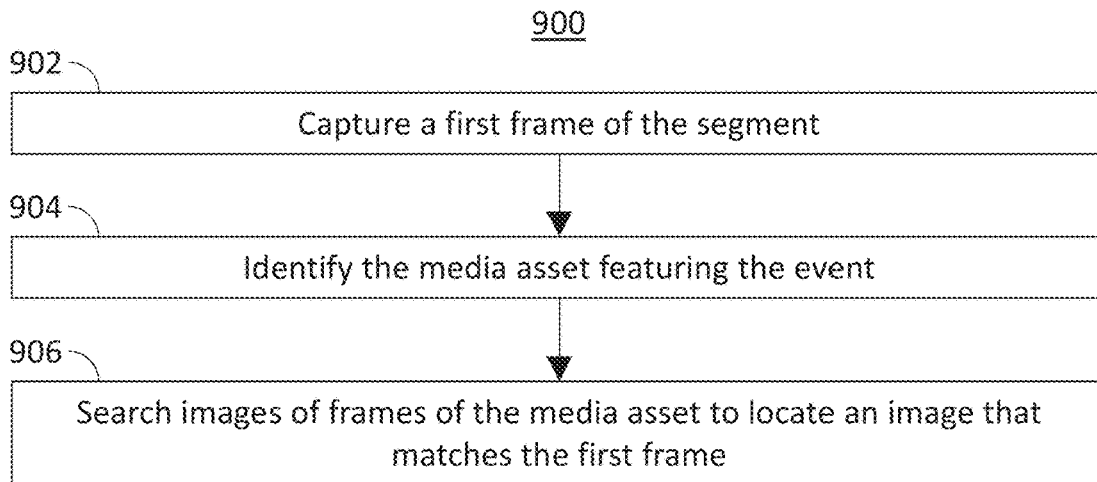 900
902
Capture a first frame of the segment
904
Identify the media asset featuring the event
906
Search images of frames of the media asset to locate an image that
matches the first frame